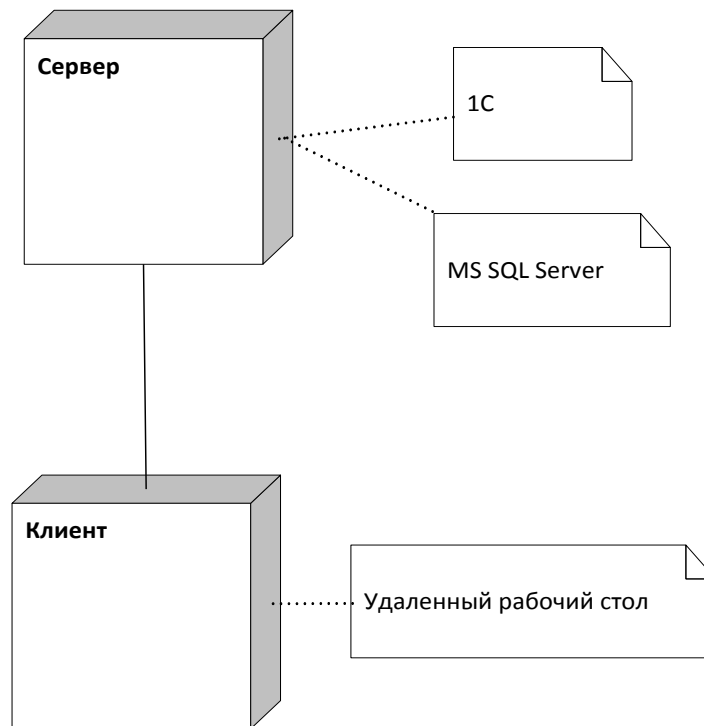 Сервер
1С
MS SQL Server
Клиент
Удаленный рабочий стол